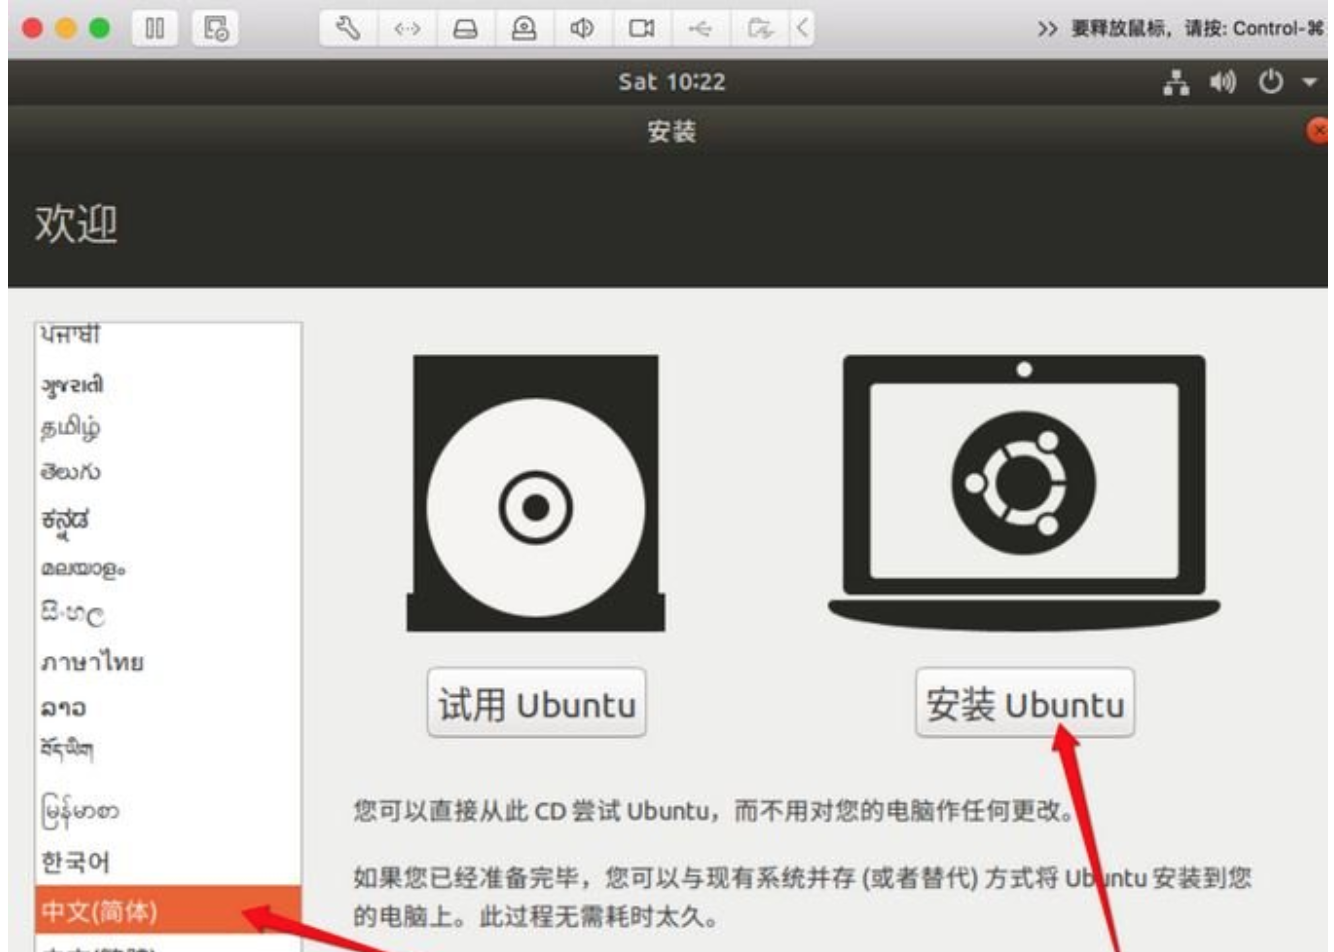 >> 要释放鼠标，请按: Control-⌘
Sat 10:22
安装
欢迎
ਪੰਜਾਬੀ
ગુજરાતી
தமிழ்
తెలుగు
ಕನ್ನಡ
മലയാളം
සිංහල
ภาษาไทย
ລາວ
བོད་ཡིག
မြန်မာစာ
한국어
中文(简体)
试用 Ubuntu
安装 Ubuntu
您可以直接从此 CD 尝试 Ubuntu，而不用对您的电脑作任何更改。
如果您已经准备完毕，您可以与现有系统并存 (或者替代) 方式将 Ubuntu 安装到您
的电脑上。此过程无需耗时太久。